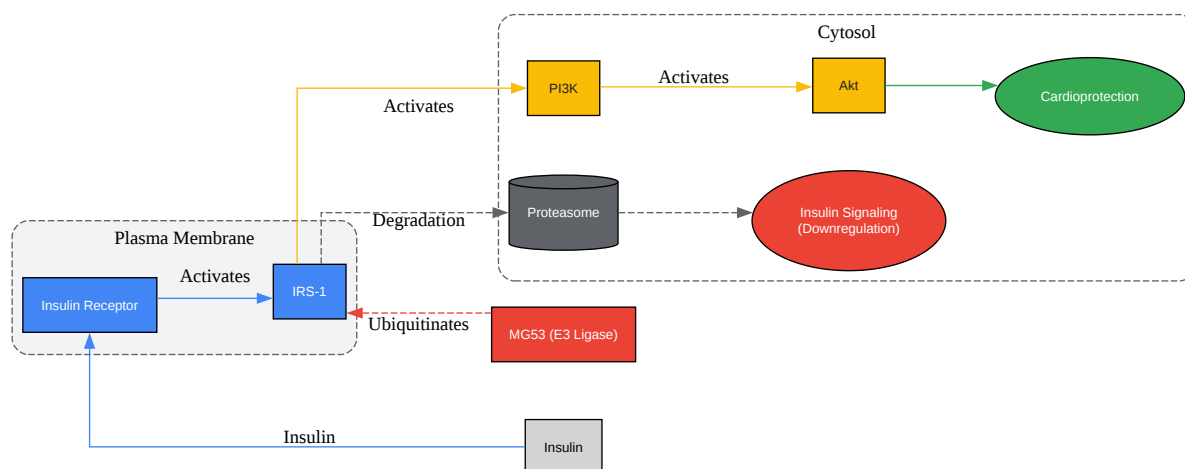 Cytosol
PI3K
Activates
Akt
Cardioprotection
Activates
Proteasome
Insulin Signaling
(Downregulation)
Degradation
Plasma Membrane
Activates
IRS-1
Insulin Receptor
Ubiquitinates
MG53 (E3 Ligase)
Insulin
Insulin